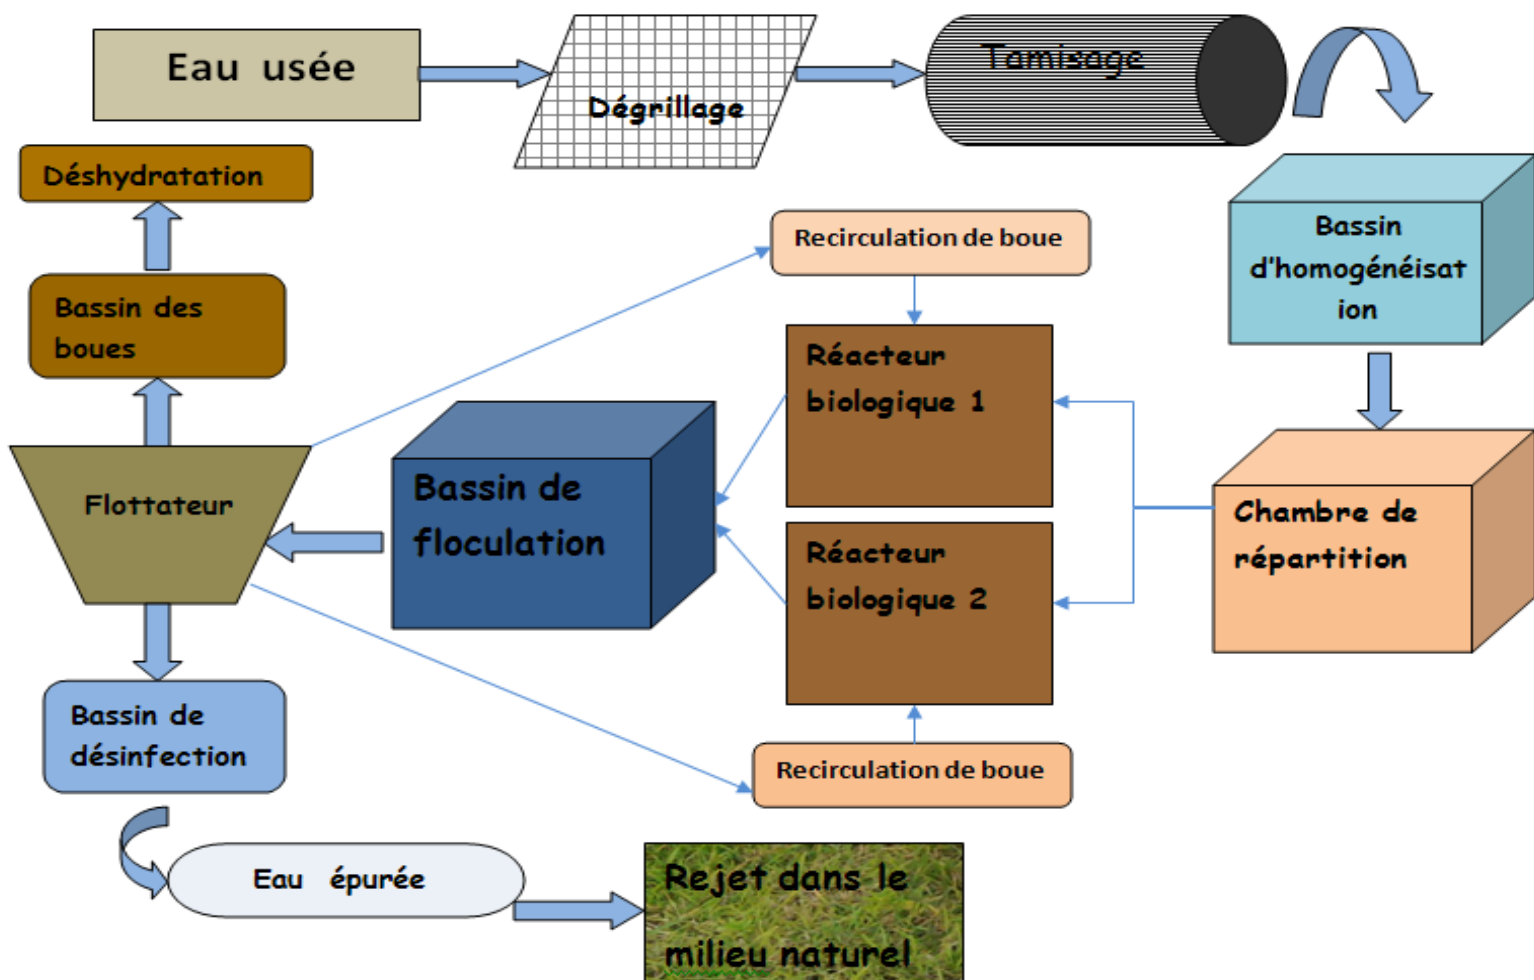 Eau usée
Dégrillage
Tamisage
Déshydratation
Recirculation de boue
Bassin
d'homogénéisat
ion
Bassin des
boues
Réacteur
biologique 1
Flottateur
Bassin de
floculation
Chambre de
répartition
Réacteur
biologique 2
Bassin de
désinfection
Recirculation de boue
Eau épurée
Rejet dans le
milieu naturel